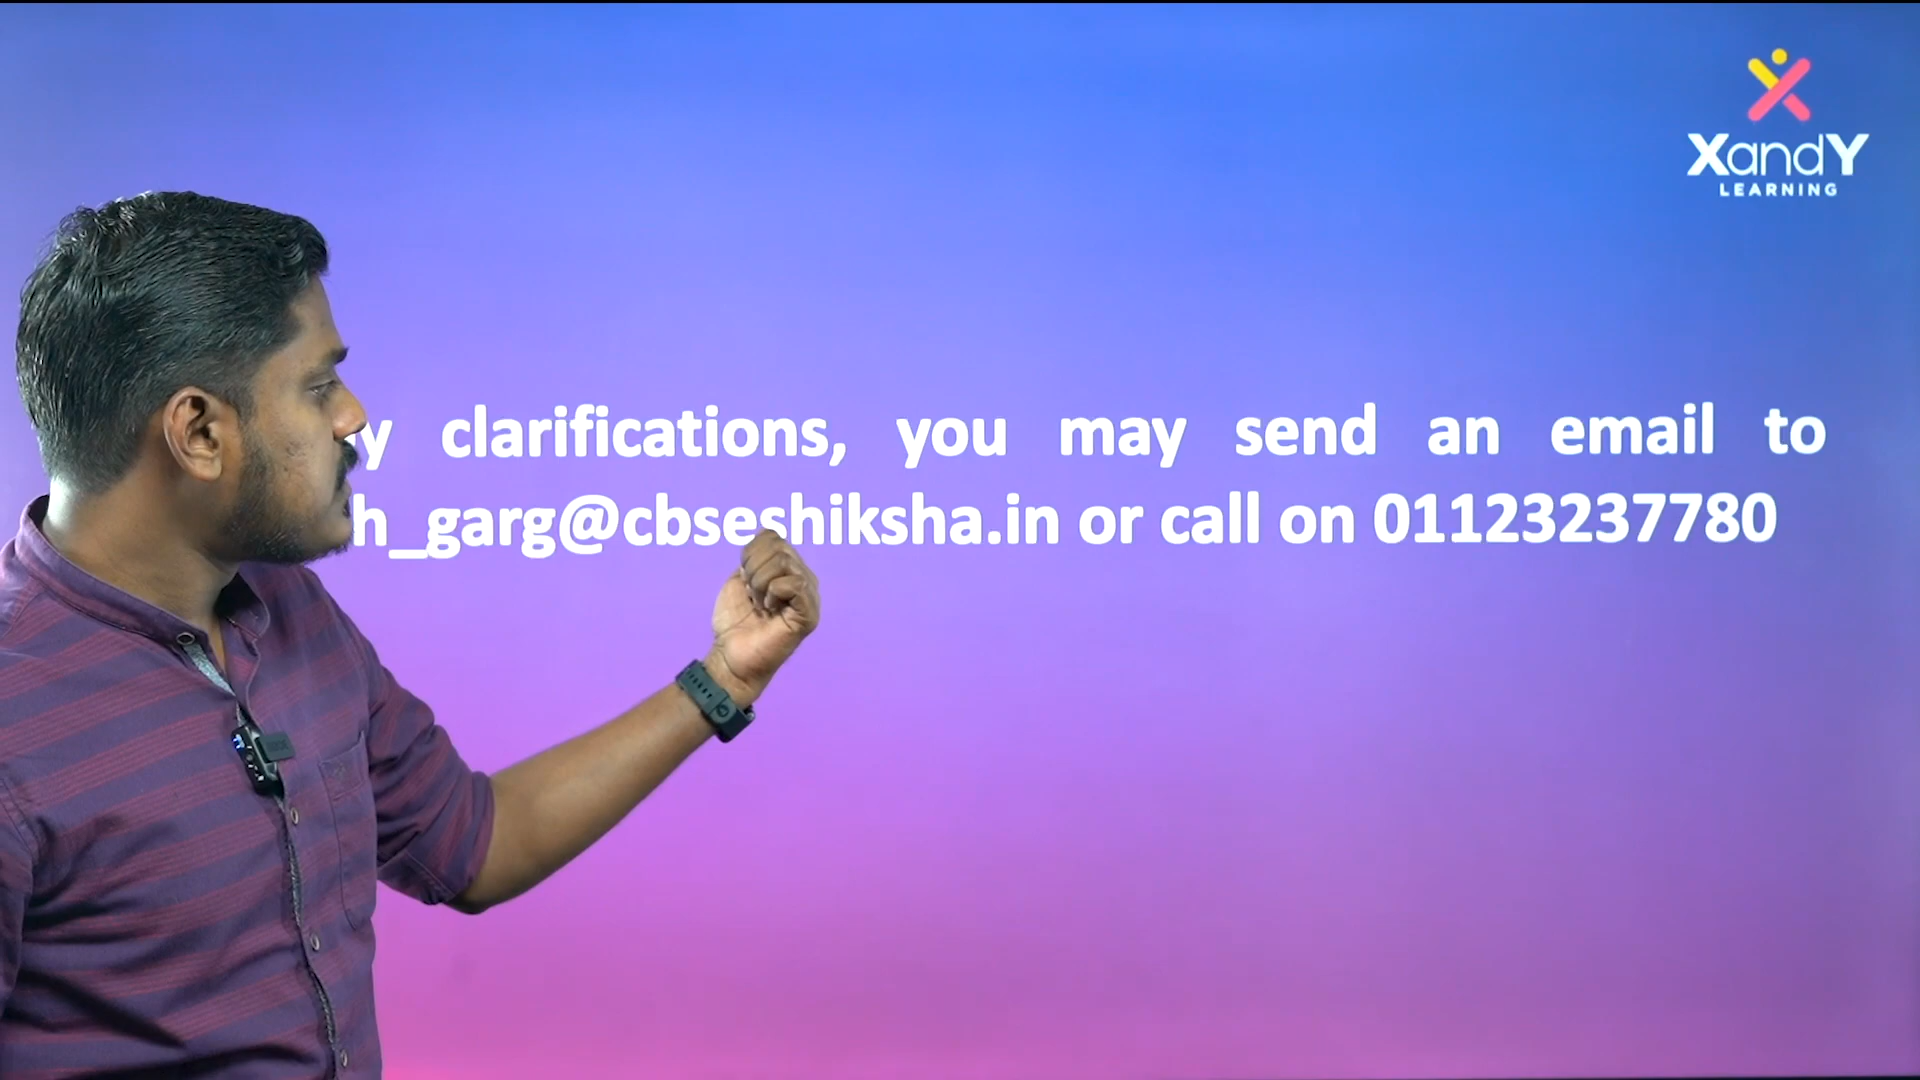 XandY
LEARNING
clarifications, you may send an email to
h_garg@cbseshiksha.in or call on 01123237780